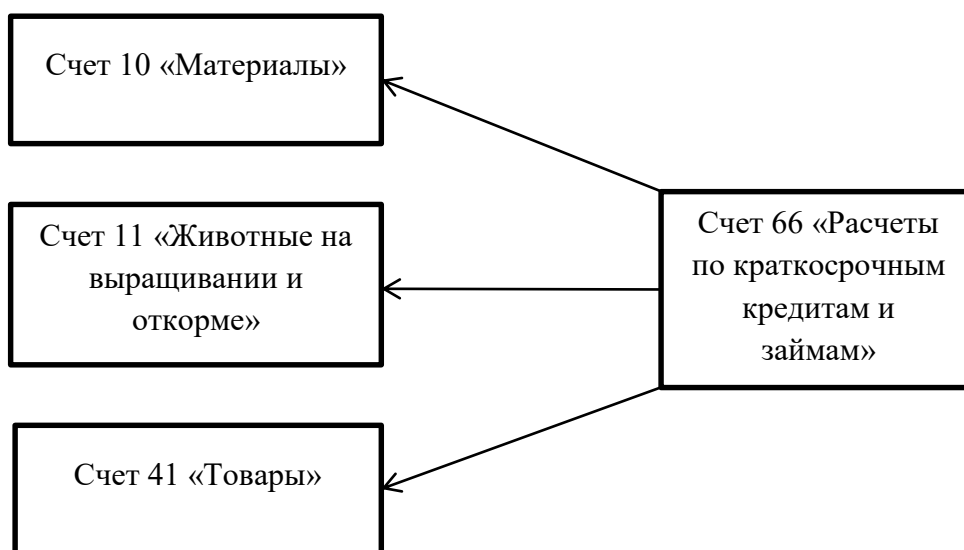 Счет 10 «Материалы»
Счет 11 «Животные на
выращивании и
откорме»
Счет 41 «Товары»
Счет 66 «Расчеты
по краткосрочным
кредитам и
займам»